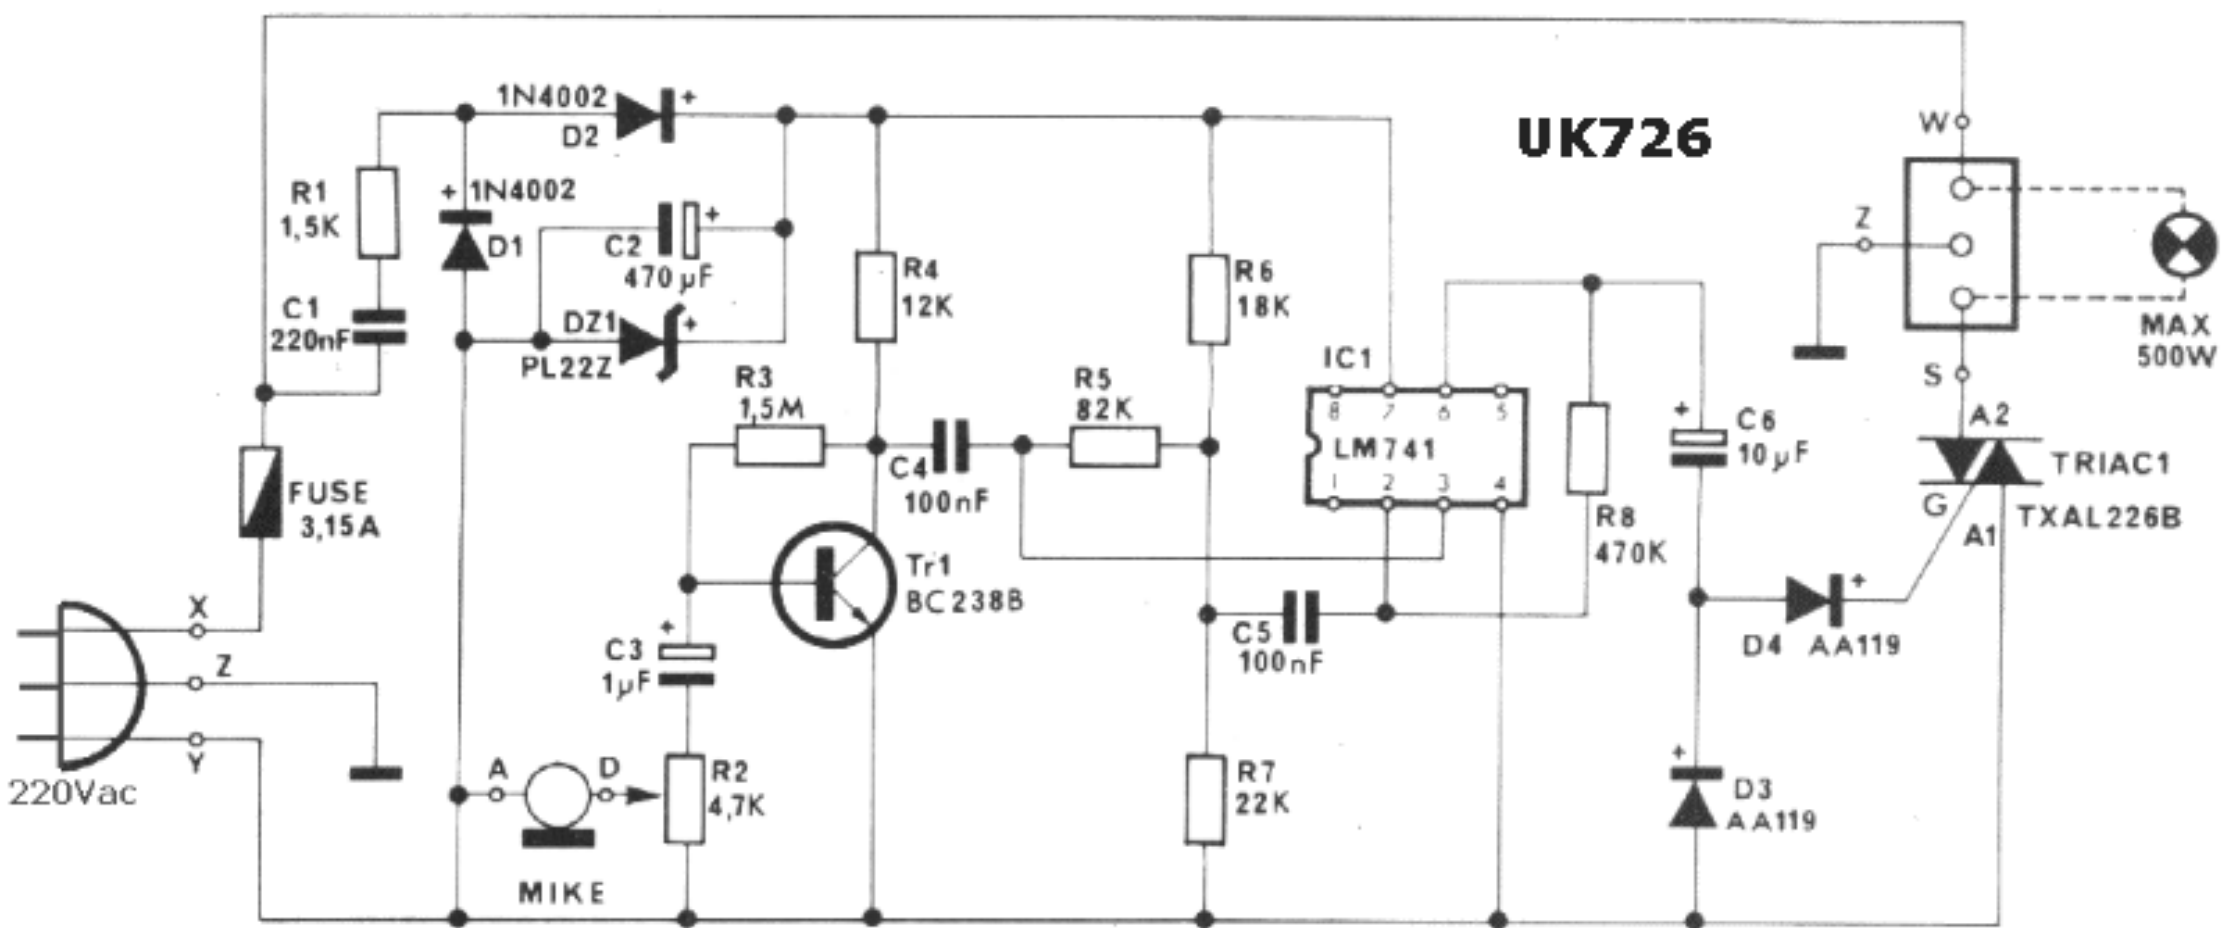 UK726
1N4002
D2
+
R1
1,5K
+ 1N4002
D1
C2
470 µF
+
C1
220nF
DZ1
+
PL22Z
R4
12K
R6
18K
R3
1,5M
C4
100nF
R5
82K
IC1
8 7 6 5
LM741
1 2 3 4
W
Z
S
MAX
500W
A2
TRIAC1
TXAL226B
G
A1
+
C6
10µF
R8
470K
FUSE
3,15A
Tr1
BC238B
X
Z
Y
220Vac
+
C3
1µF
C5
100nF
D4 AA119
+
A
D
MIKE
R2
4,7K
R7
22K
+
D3
AA119